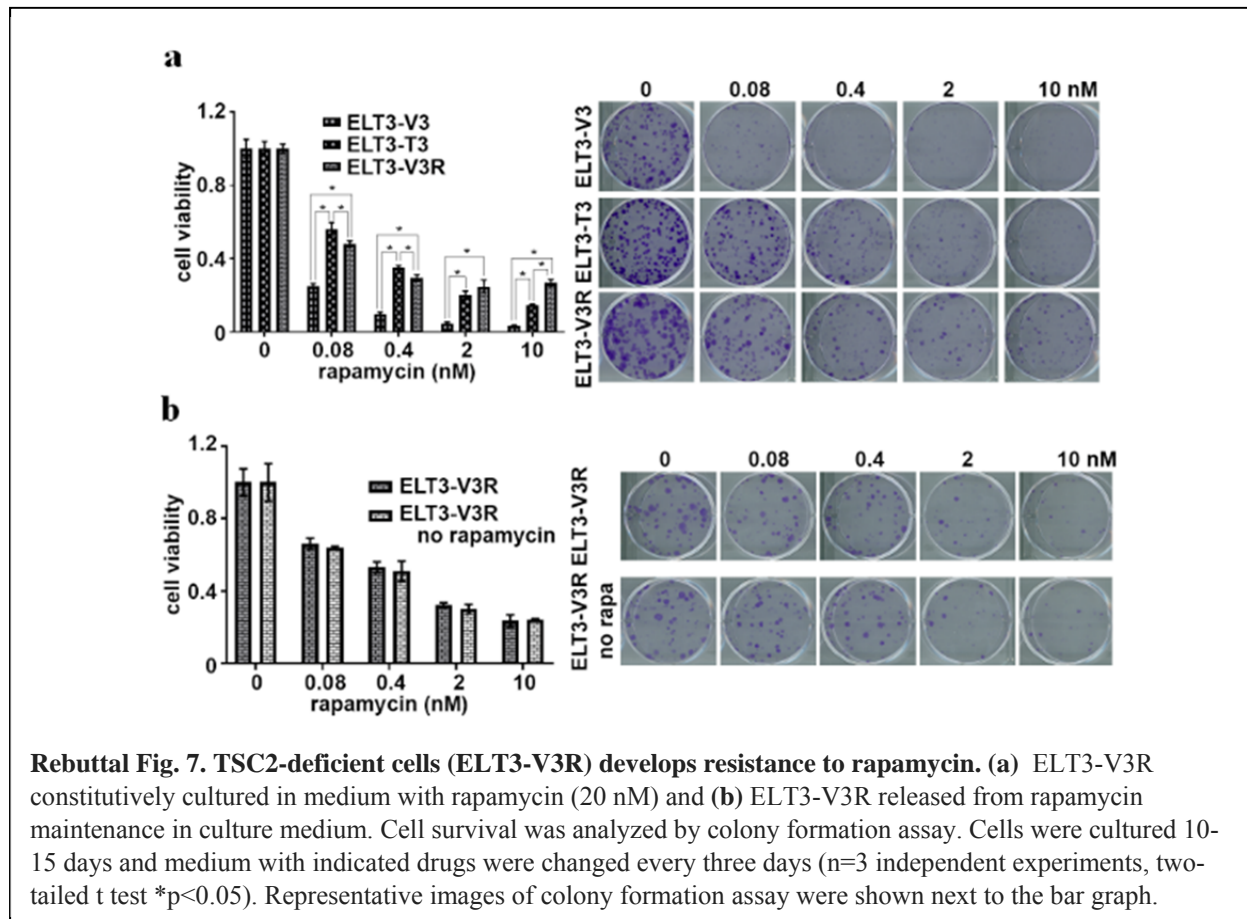 a
0 0.08 0.4 2 10 nM
1.2
0.8
0.4
0
cell viability
ELT3-V3
ELT3-T3
ELT3-V3R
* * *
* * *
* *
* * *
0 0.08 0.4 2 10
rapamycin (nM)
ELT3-V3
ELT3-T3
ELT3-V3R
b
0 0.08 0.4 2 10 nM
1.2
0.8
0.4
0
cell viability
ELT3-V3R
ELT3-V3R
no rapamycin
0 0.08 0.4 2 10
rapamycin (nM)
ELT3-V3R
ELT3-V3R
no rapa
Rebuttal Fig. 7. TSC2-deficient cells (ELT3-V3R) develops resistance to rapamycin. (a) ELT3-V3R
constitutively cultured in medium with rapamycin (20 nM) and (b) ELT3-V3R released from rapamycin
maintenance in culture medium. Cell survival was analyzed by colony formation assay. Cells were cultured 10-
15 days and medium with indicated drugs were changed every three days (n=3 independent experiments, two-
tailed t test *p<0.05). Representative images of colony formation assay were shown next to the bar graph.